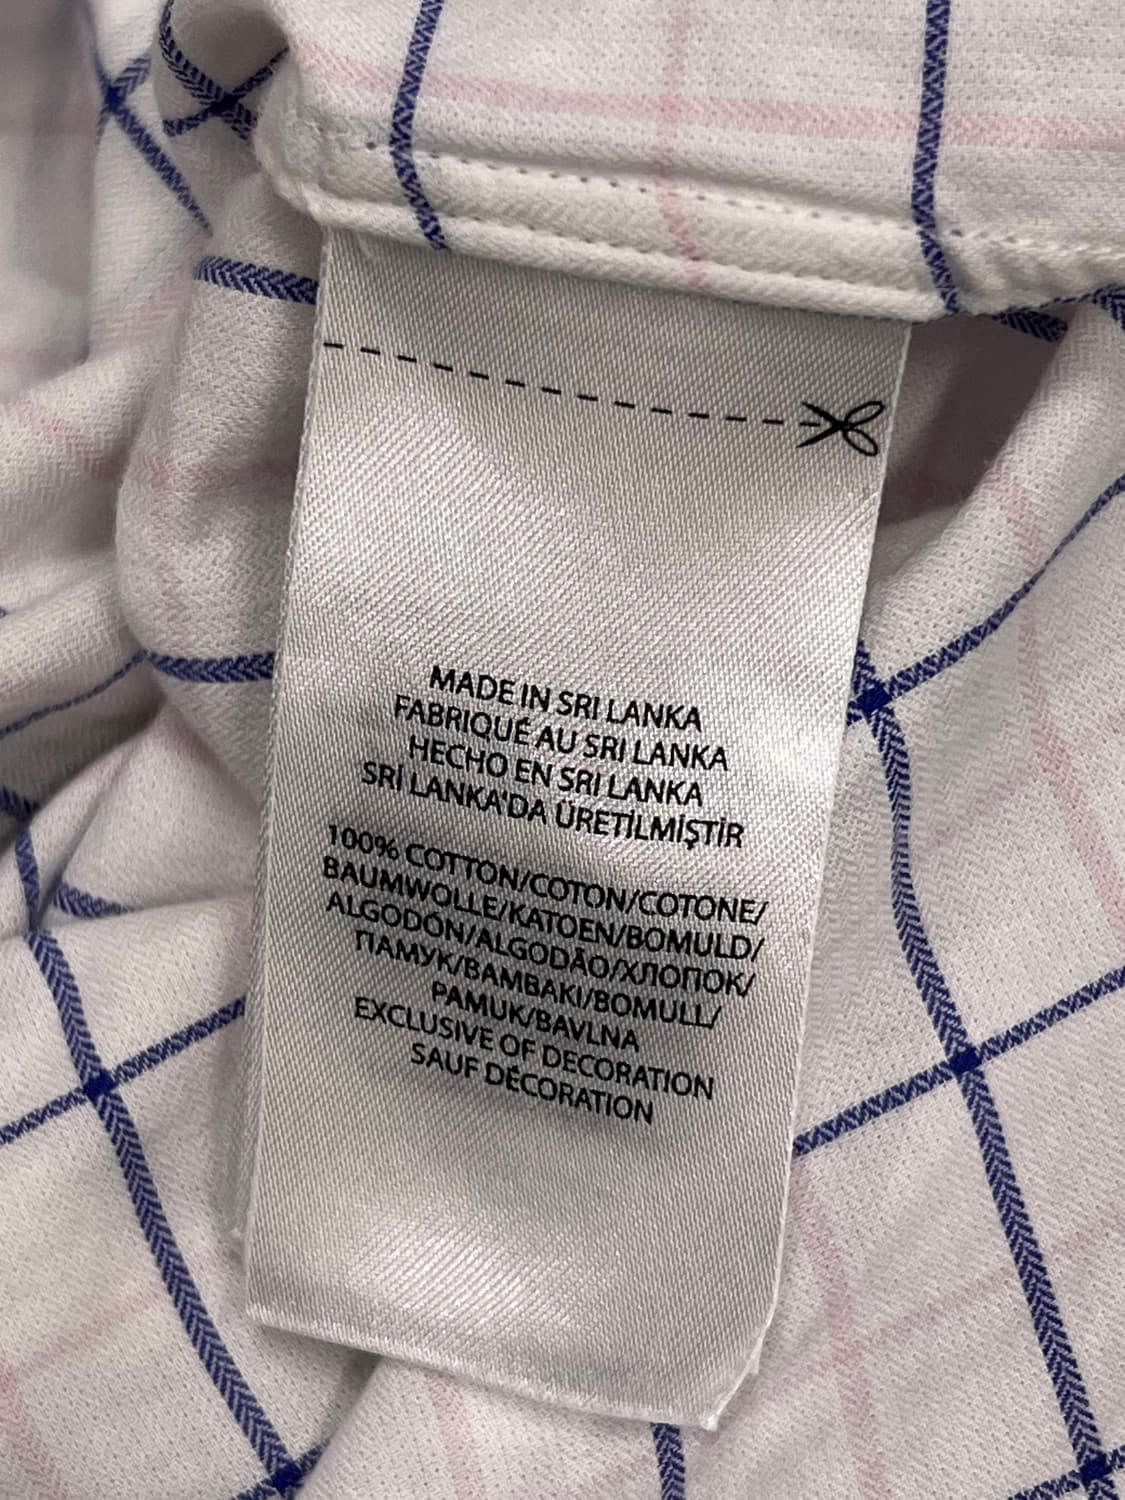 MADE IN SRI LANKA
FABRIQUÉ AU SRI LANKA
HECHO EN SRI LANKA
SRİ LANKA'DA ÜRETİLMİŞTİR
100% COTTON/COTON/COTONE/
BAUMWOLLE/KATOEN/BOMULD/
ALGODÓN/ALGODÃO/ХЛОПОК/
ПАМУК/ΒΑΜΒΑΚΙ/BOMULL/
PAMUK/BAVLNA
EXCLUSIVE OF DECORATION
SAUF DÉCORATION